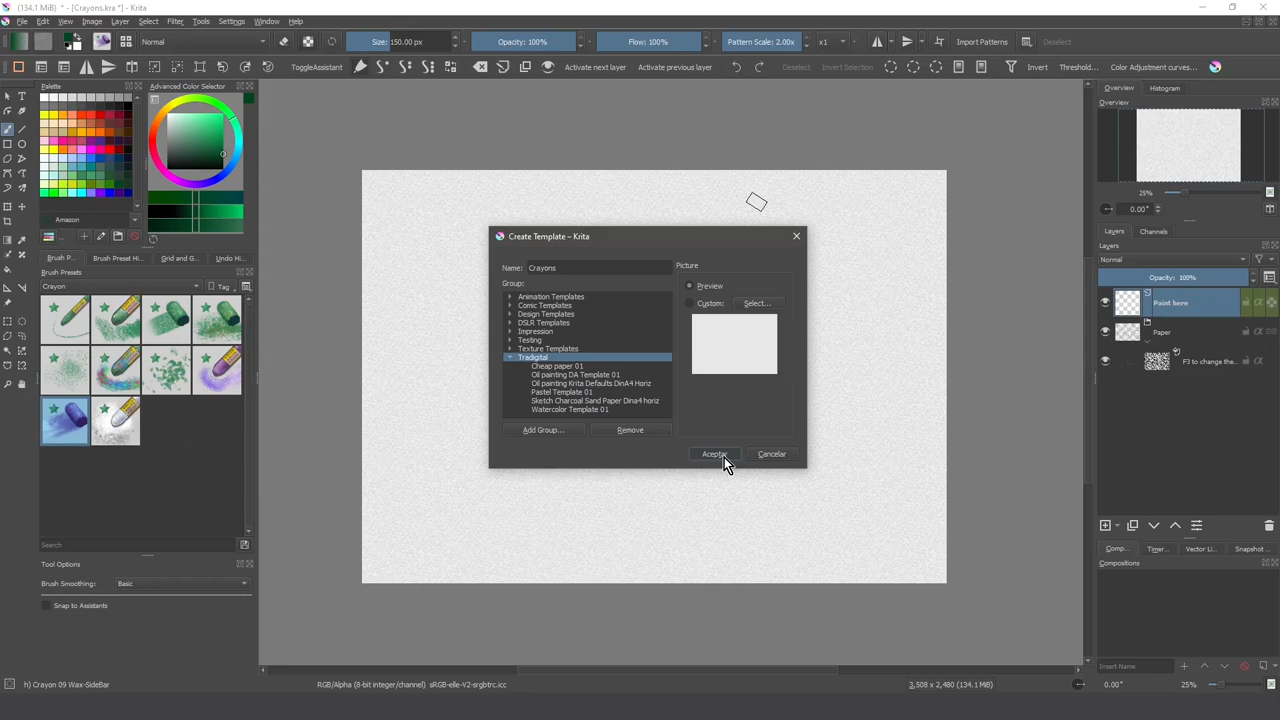 (134.1 MiB) * - [Crayons.kra *] - Krita
File Edit View Image Layer Select Filter Tools Settings Window Help
Normal Size: 150.00 px Opacity: 100% Flow: 100% Pattern Scale: 2.00x x1 Import Patterns Deselect
ToggleAssistant Activate next layer Activate previous layer Deselect Invert Selection Invert Threshold... Color Adjustment curves...
Palette Advanced Color Selector Overview Histogram
Overview
25%
0.00°
Amazon
Layers Channels
Layers
Brush P... Brush Preset Hi... Grid and G... Undo Hi...
Normal
Brush Presets
Opacity: 100%
Crayon Tag
Paint here
Paper
F3 to change the...
Create Template – Krita
Name: Crayons
Picture
Group:
Preview
Animation Templates
Comic Templates
Custom: Select...
Design Templates
DSLR Templates
Impression
Testing
Texture Templates
Tradigital
Cheap paper 01
Oil painting DA Template 01
Oil painting Krita Defaults DinA4 Horiz
Pastel Template 01
Sketch Charcoal Sand Paper Dina4 horiz
Watercolor Template 01
Add Group... Remove
Aceptar Cancelar
Search
Tool Options
Comp... Timer... Vector Li... Snapshot ...
Compositions
Brush Smoothing: Basic
Snap to Assistants
Insert Name
h) Crayon 09 Wax-SideBar RGB/Alpha (8-bit integer/channel) sRGB-elle-V2-srgbtrc.icc 3,508 x 2,480 (134.1 MiB) 0.00° 25%